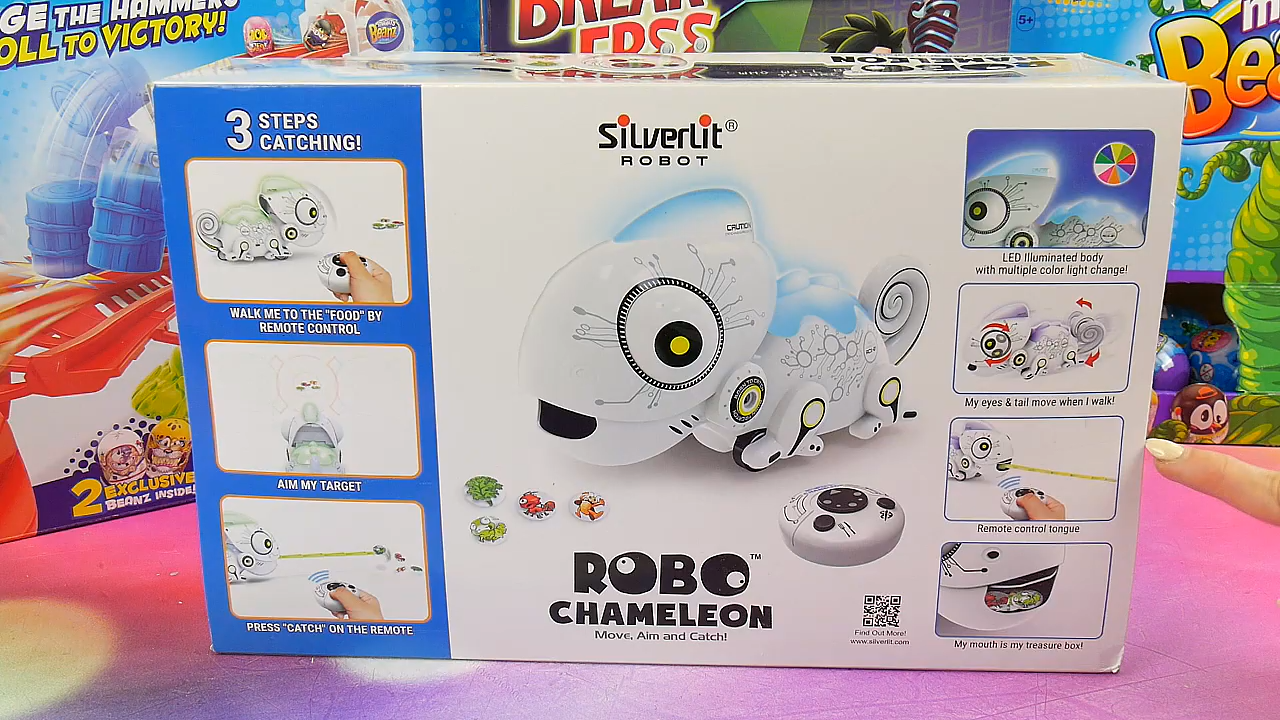 GE THE HAMMERS
OLL TO VICTORY!
BREAK
5+
Be
2 EXCLUSIVE
BEANZ INSIDE!
3 STEPS
CATCHING!
WALK ME TO THE "FOOD" BY
REMOTE CONTROL
AIM MY TARGET
PRESS "CATCH" ON THE REMOTE
SilverLit®
ROBOT
CAUTION
ROBO™
CHAMELEON
Move, Aim and Catch!
Find Out More!
www.silverlit.com
LED Illuminated body
with multiple color light change!
My eyes & tail move when I walk!
Remote control tongue
My mouth is my treasure box!